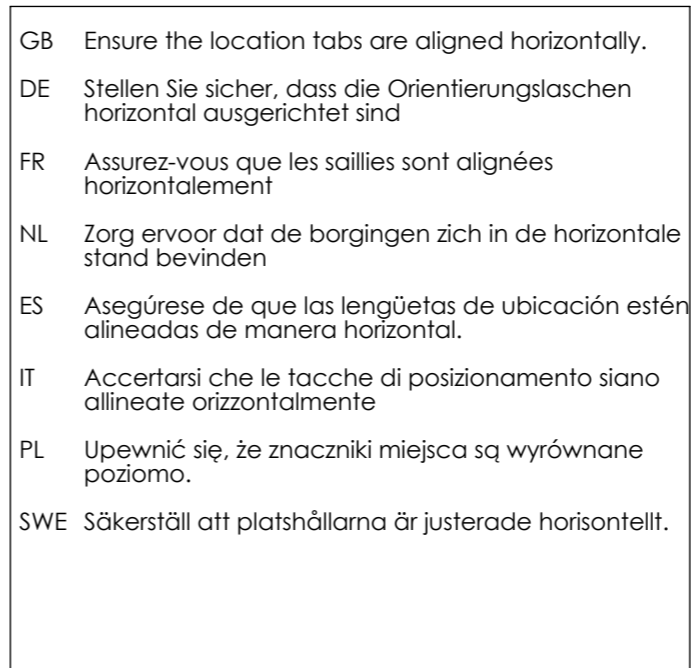 GB Ensure the location tabs are aligned horizontally.
DE Stellen Sie sicher, dass die Orientierungslaschen
horizontal ausgerichtet sind
FR Assurez-vous que les saillies sont alignées
horizontalement
NL Zorg ervoor dat de borgingen zich in de horizontale
stand bevinden
ES Asegúrese de que las lengüetas de ubicación estén
alineadas de manera horizontal.
IT Accertarsi che le tacche di posizionamento siano
allineate orizzontalmente
PL Upewnić się, że znaczniki miejsca są wyrównane
poziomo.
SWE Säkerställ att platshållarna är justerade horisontellt.